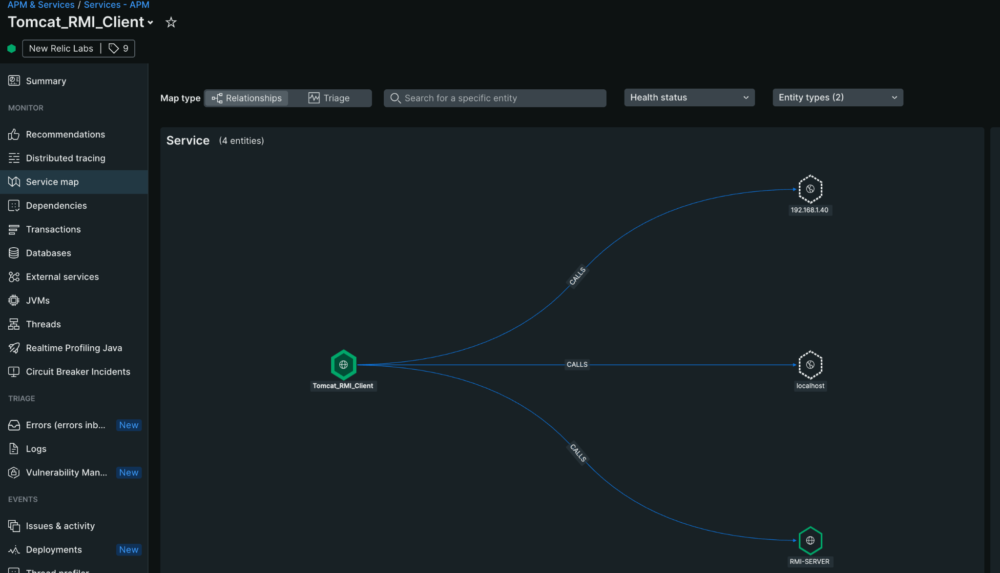 APM & Services / Services - APM
Tomcat_RMI_Client
New Relic Labs | 9
Summary
MONITOR
Recommendations
Distributed tracing
Service map
Dependencies
Transactions
Databases
External services
JVMs
Threads
Realtime Profiling Java
Circuit Breaker Incidents
TRIAGE
Errors (errors inb... New
Logs
Vulnerability Man... New
EVENTS
Issues & activity
Deployments New
Thread profiler
Map type Relationships Triage Search for a specific entity Health status Entity types (2)
Service (4 entities)
192.168.1.40
CALLS
Tomcat_RMI_Client
CALLS
localhost
CALLS
RMI-SERVER